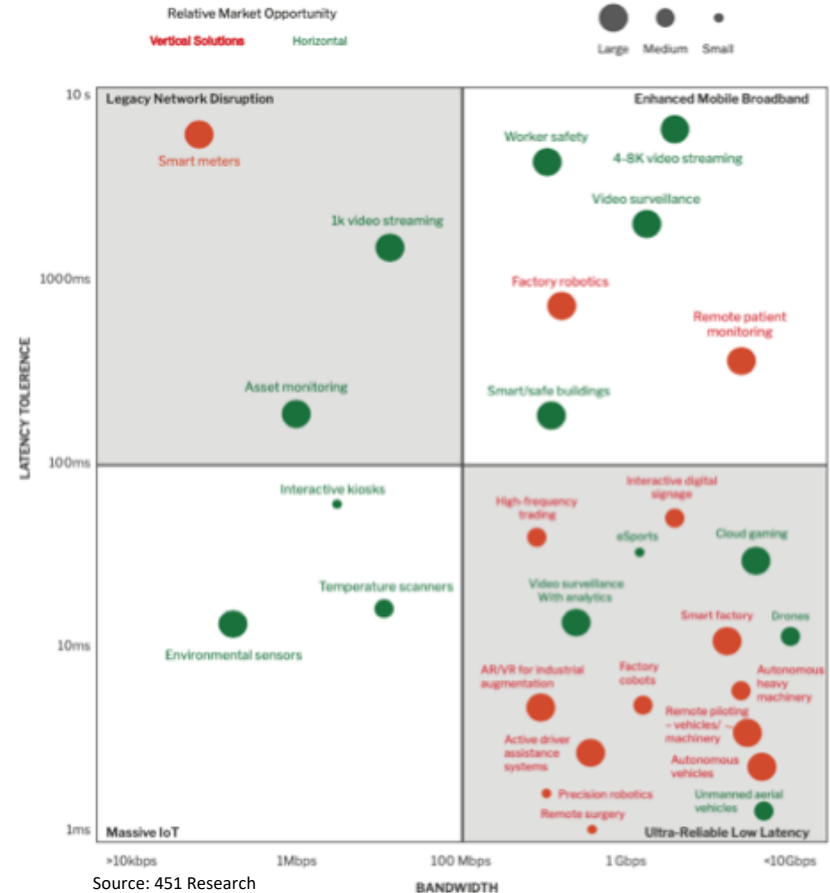 Relative Market Opportunity
Vertical Solutions
Horizontal
Large
Medium
Small
10 s
Legacy Network Disruption
Enhanced Mobile Broadband
Smart meters
Worker safety
4-8K video streaming
Video surveillance
1k video streaming
1000ms
Factory robotics
Remote patient
monitoring
Asset monitoring
Smart/safe buildings
LATENCY TOLERENCE
100ms
Interactive kiosks
Interactive digital
signage
High-frequency
trading
eSports
Cloud gaming
Temperature scanners
Video surveillance
With analytics
Smart factory
Drones
10ms
Environmental sensors
AR/VR for industrial
augmentation
Factory
cobots
Autonomous
heavy
machinery
Remote piloting
– vehicles/
machinery
Active driver
assistance
systems
Autonomous
vehicles
Precision robotics
Unmanned aerial
vehicles
Remote surgery
1ms
Massive IoT
Ultra-Reliable Low Latency
>10kbps
1Mbps
100 Mbps
1 Gbps
<10Gbps
Source: 451 Research
BANDWIDTH